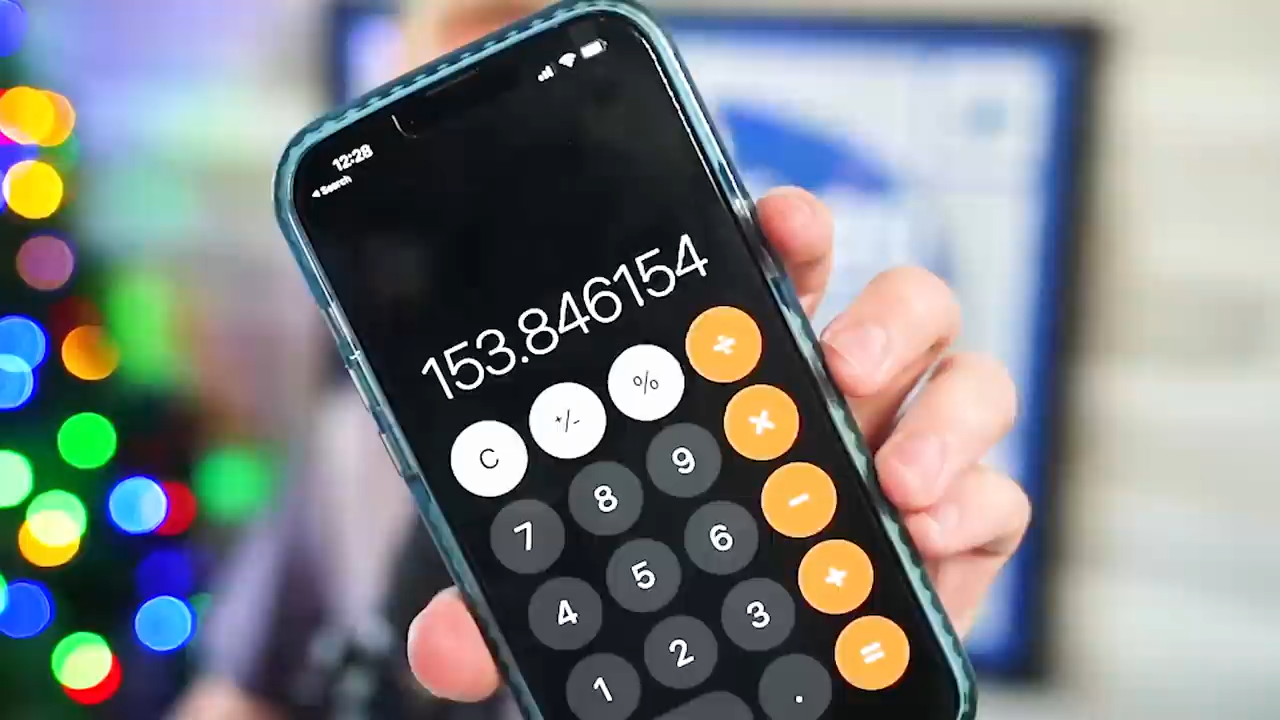 12:28
◀ Search
153.846154
C +/- % ÷
7 8 9 ×
4 5 6 −
1 2 3 +
. =